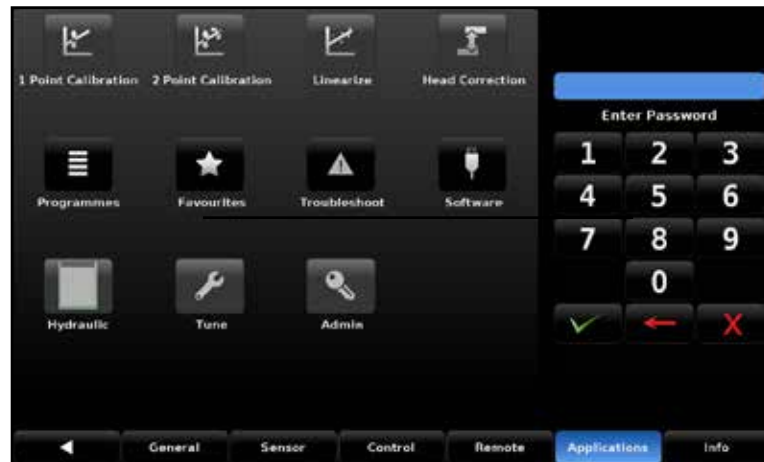 1 Point Calibration 2 Point Calibration Linearize Head Correction
Enter Password
1 2 3
Programmes Favourites Troubleshoot Software
4 5 6
7 8 9
0
Hydraulic Tune Admin
X
General Sensor Control Remote Applications Info